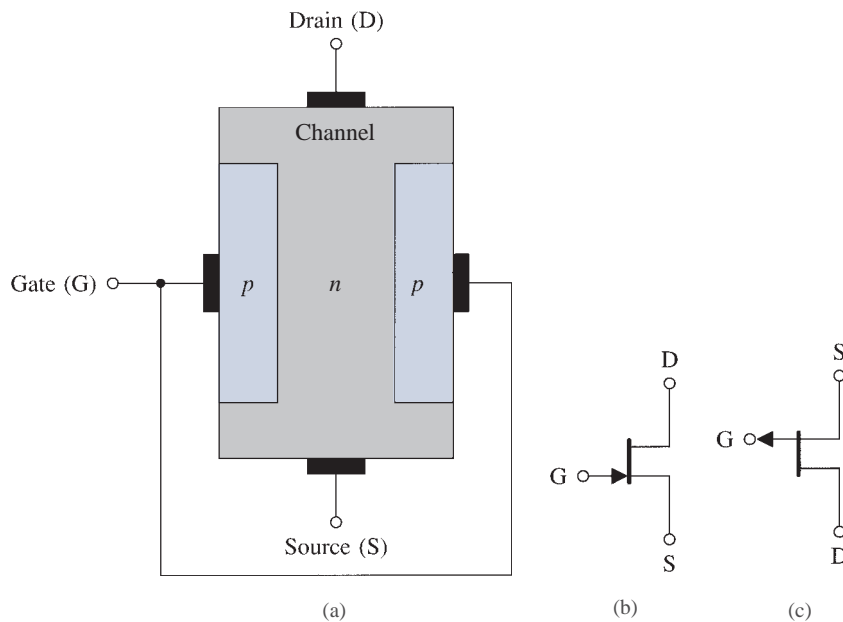 Drain (D)
Channel
Gate (G)
p
n
p
Source (S)
(a)
D
G
S
(b)
S
G
D
(c)